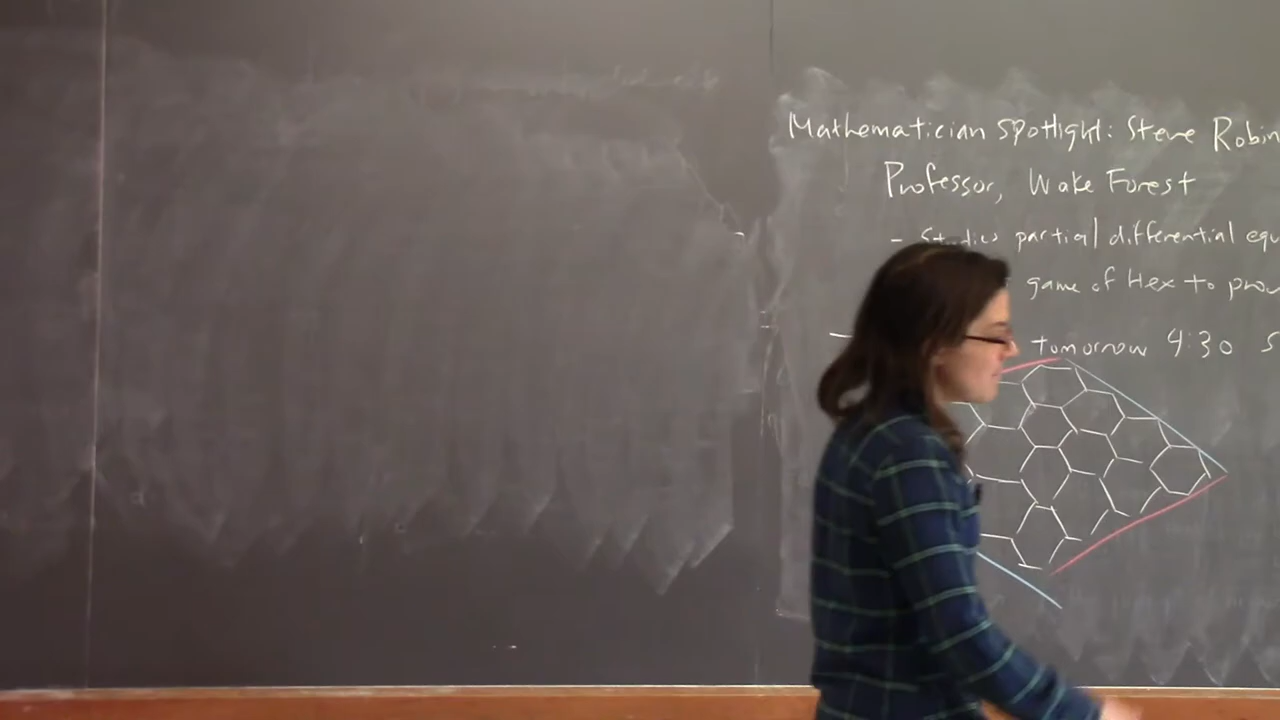 Mathematician Spotlight: Steve Robin
Professor, Wake Forest
- Studies partial differential equ
game of Hex to prov
tomorrow 4:30 S